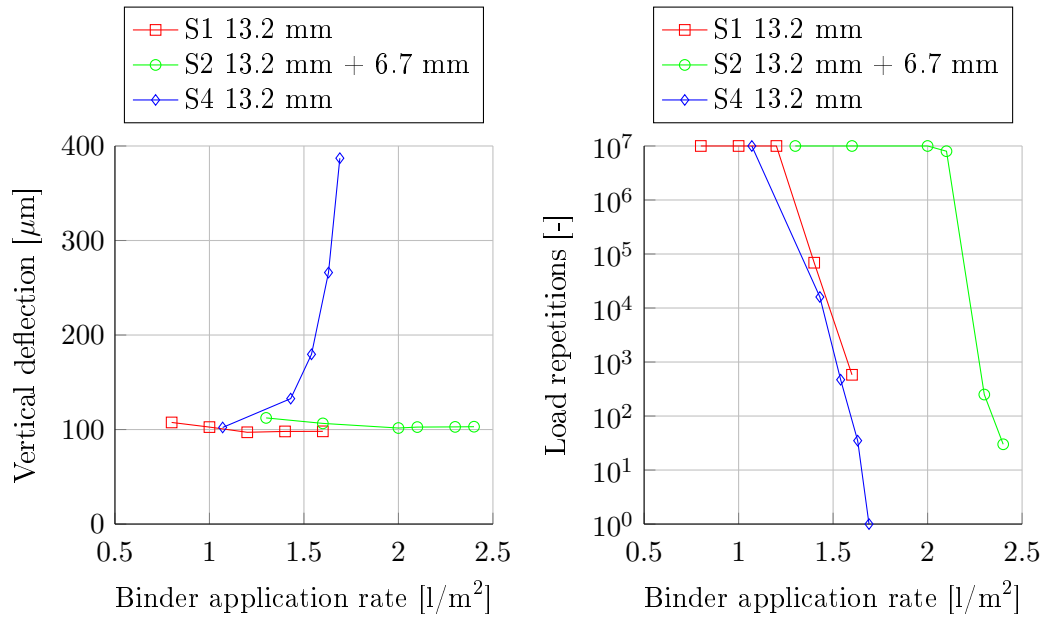 S1 13.2 mm
S2 13.2 mm + 6.7 mm
S4 13.2 mm
400
300
200
100
0
0.5 1 1.5 2 2.5
Vertical deflection [μm]
Binder application rate [l/m²]
S1 13.2 mm
S2 13.2 mm + 6.7 mm
S4 13.2 mm
10⁷
10⁶
10⁵
10⁴
10³
10²
10¹
10⁰
0.5 1 1.5 2 2.5
Load repetitions [-]
Binder application rate [l/m²]